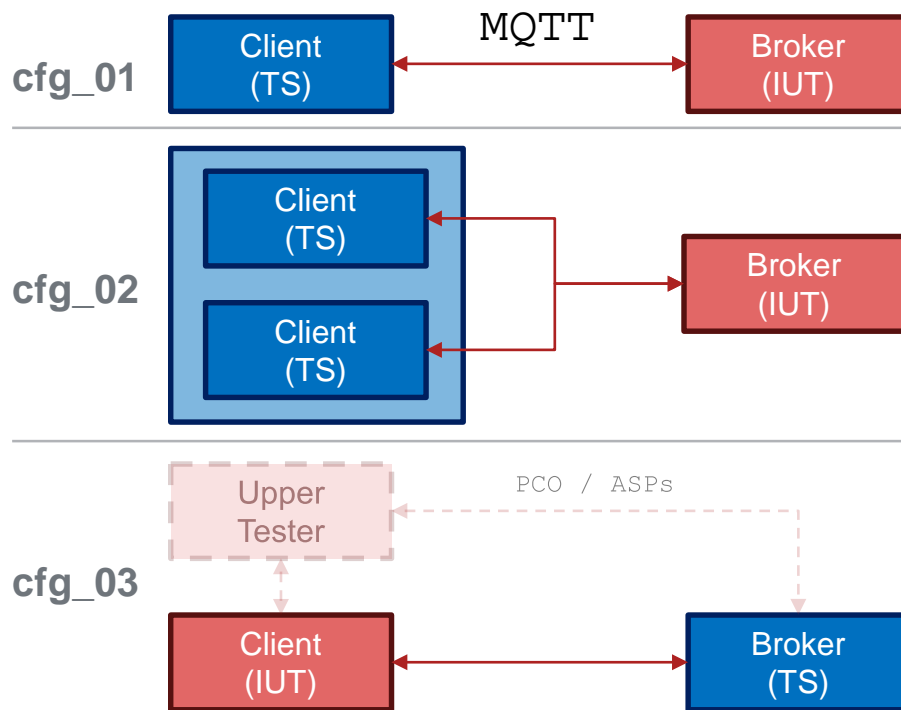 MQTT
cfg_01
Client
(TS)
Broker
(IUT)
cfg_02
Client
(TS)
Client
(TS)
Broker
(IUT)
cfg_03
Upper
Tester
PCO / ASPs
Client
(IUT)
Broker
(TS)